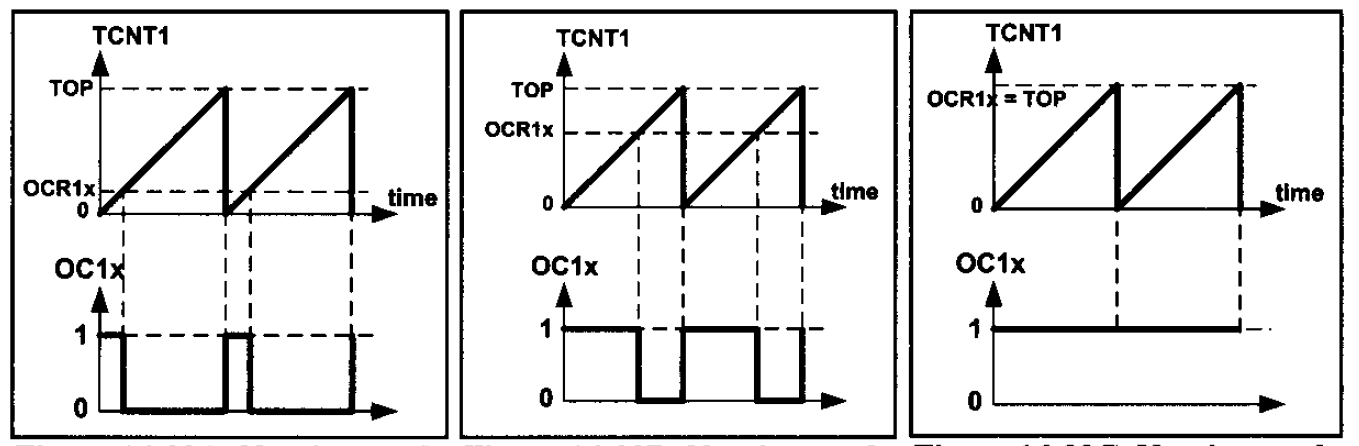 TCNT1
TOP
OCR1x
0
time
OC1x
1
0
TCNT1
TOP
OCR1x
0
time
OC1x
1
0
TCNT1
OCR1x = TOP
0
time
OC1x
1
0